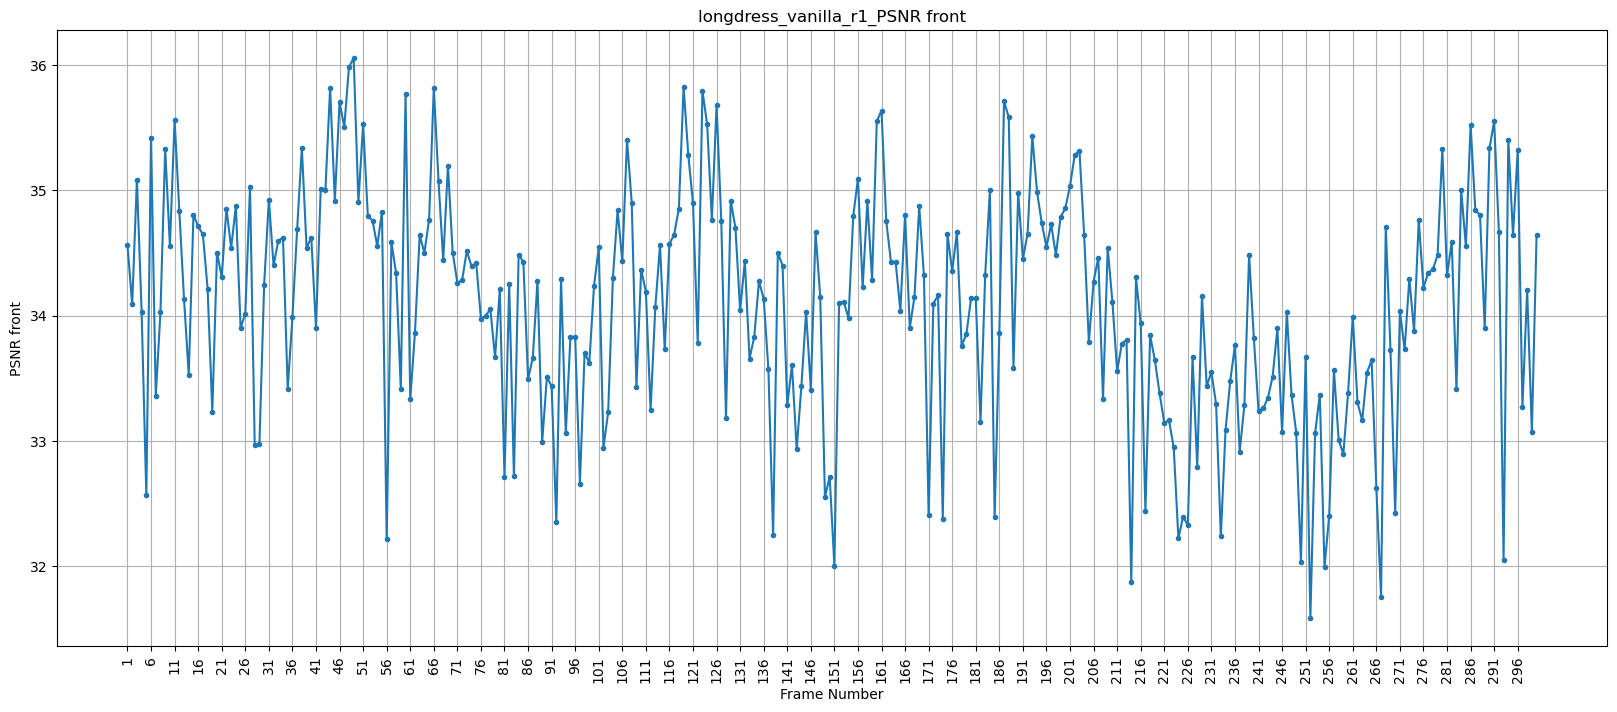 longdress_vanilla_r1_PSNR front
PSNR front
36
35
34
33
32
1 6 11 16 21 26 31 36 41 46 51 56 61 66 71 76 81 86 91 96 101 106 111 116 121 126 131 136 141 146 151 156 161 166 171 176 181 186 191 196 201 206 211 216 221 226 231 236 241 246 251 256 261 266 271 276 281 286 291 296
Frame Number